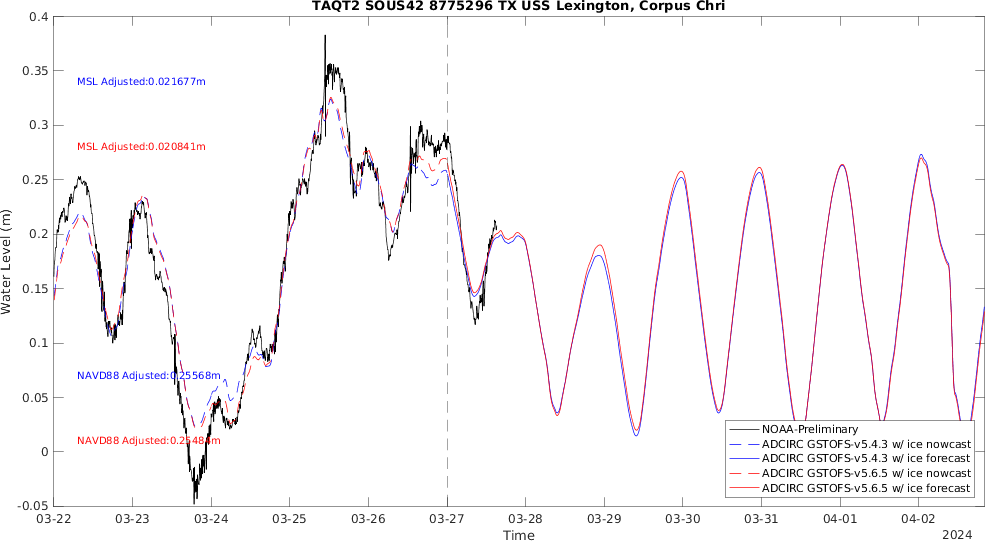 TAQT2 SOUS42 8775296 TX USS Lexington, Corpus Chri
0.4
0.35
0.3
0.25
0.2
0.15
0.1
0.05
0
-0.05
Water Level (m)
MSL Adjusted:0.021677m
MSL Adjusted:0.020841m
NAVD88 Adjusted:0.25568m
NAVD88 Adjusted:0.25484m
NOAA-Preliminary
ADCIRC GSTOFS-v5.4.3 w/ ice nowcast
ADCIRC GSTOFS-v5.4.3 w/ ice forecast
ADCIRC GSTOFS-v5.6.5 w/ ice nowcast
ADCIRC GSTOFS-v5.6.5 w/ ice forecast
03-22 03-23 03-24 03-25 03-26 03-27 03-28 03-29 03-30 03-31 04-01 04-02
Time
2024